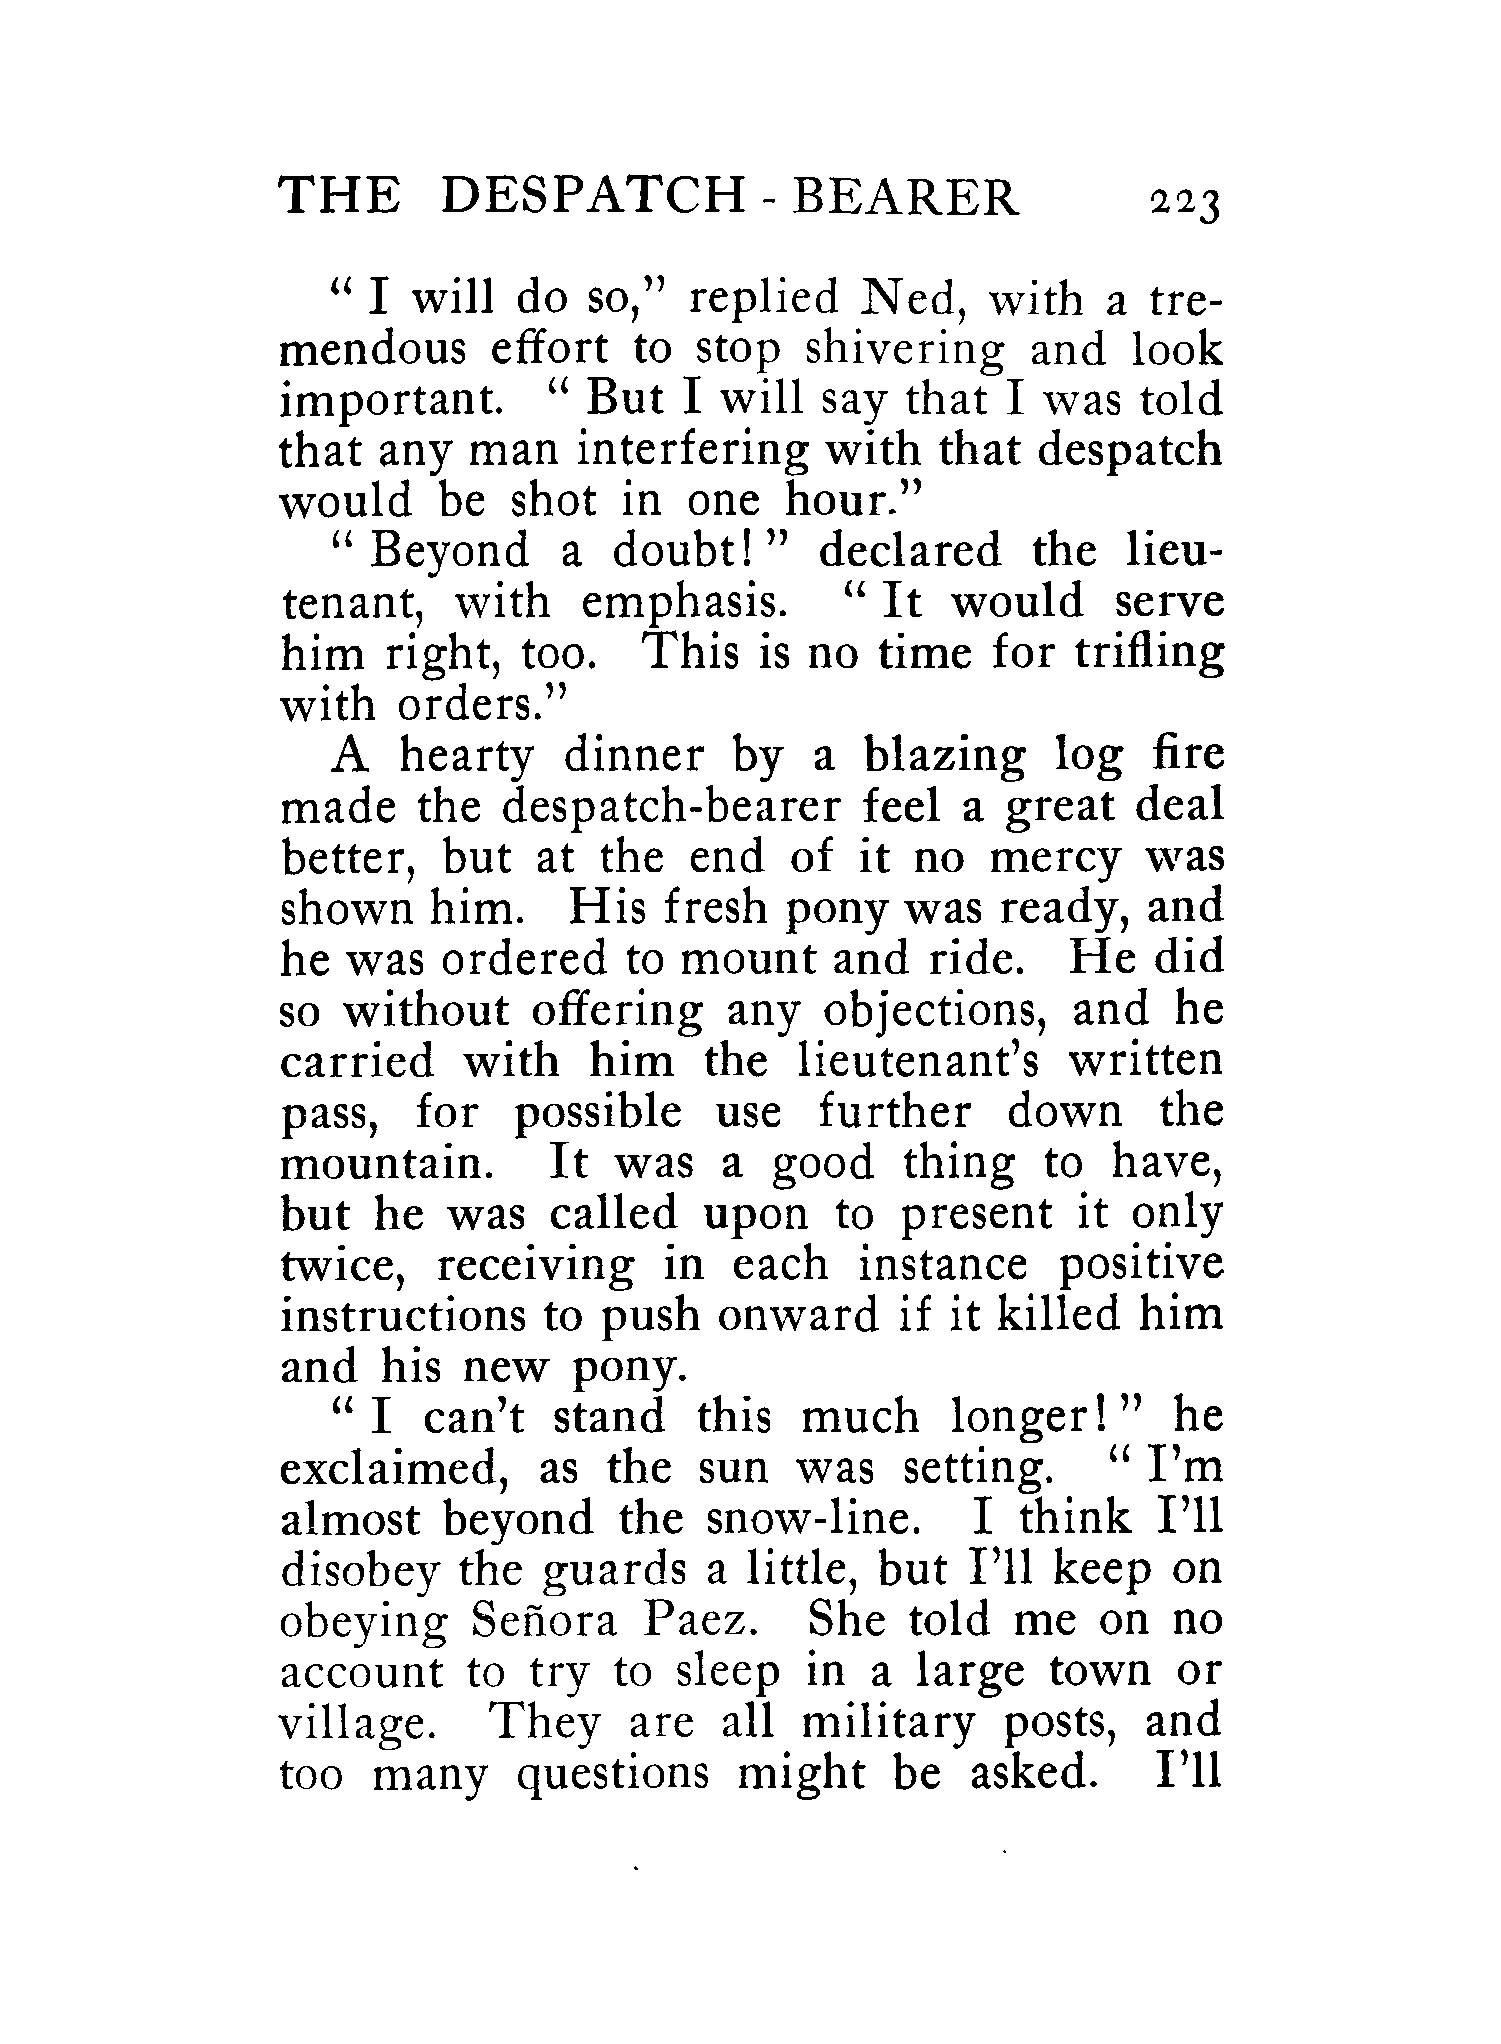 THE DESPATCH - BEARER 223
“ I will do so,” replied Ned, with a tre-
mendous effort to stop shivering and look
important. “ But I will say that I was told
that any man interfering with that despatch
would be shot in one hour.”
“ Beyond a doubt! ” declared the lieu-
tenant, with emphasis. “ It would serve
him right, too. This is no time for trifling
with orders.”
A hearty dinner by a blazing log fire
made the despatch-bearer feel a great deal
better, but at the end of it no mercy was
shown him. His fresh pony was ready, and
he was ordered to mount and ride. He did
so without offering any objections, and he
carried with him the lieutenant’s written
pass, for possible use further down the
mountain. It was a good thing to have,
but he was called upon to present it only
twice, receiving in each instance positive
instructions to push onward if it killed him
and his new pony.
“ I can’t stand this much longer! ” he
exclaimed, as the sun was setting. “ I’m
almost beyond the snow-line. I think I’ll
disobey the guards a little, but I’ll keep on
obeying Señora Paez. She told me on no
account to try to sleep in a large town or
village. They are all military posts, and
too many questions might be asked. I’ll